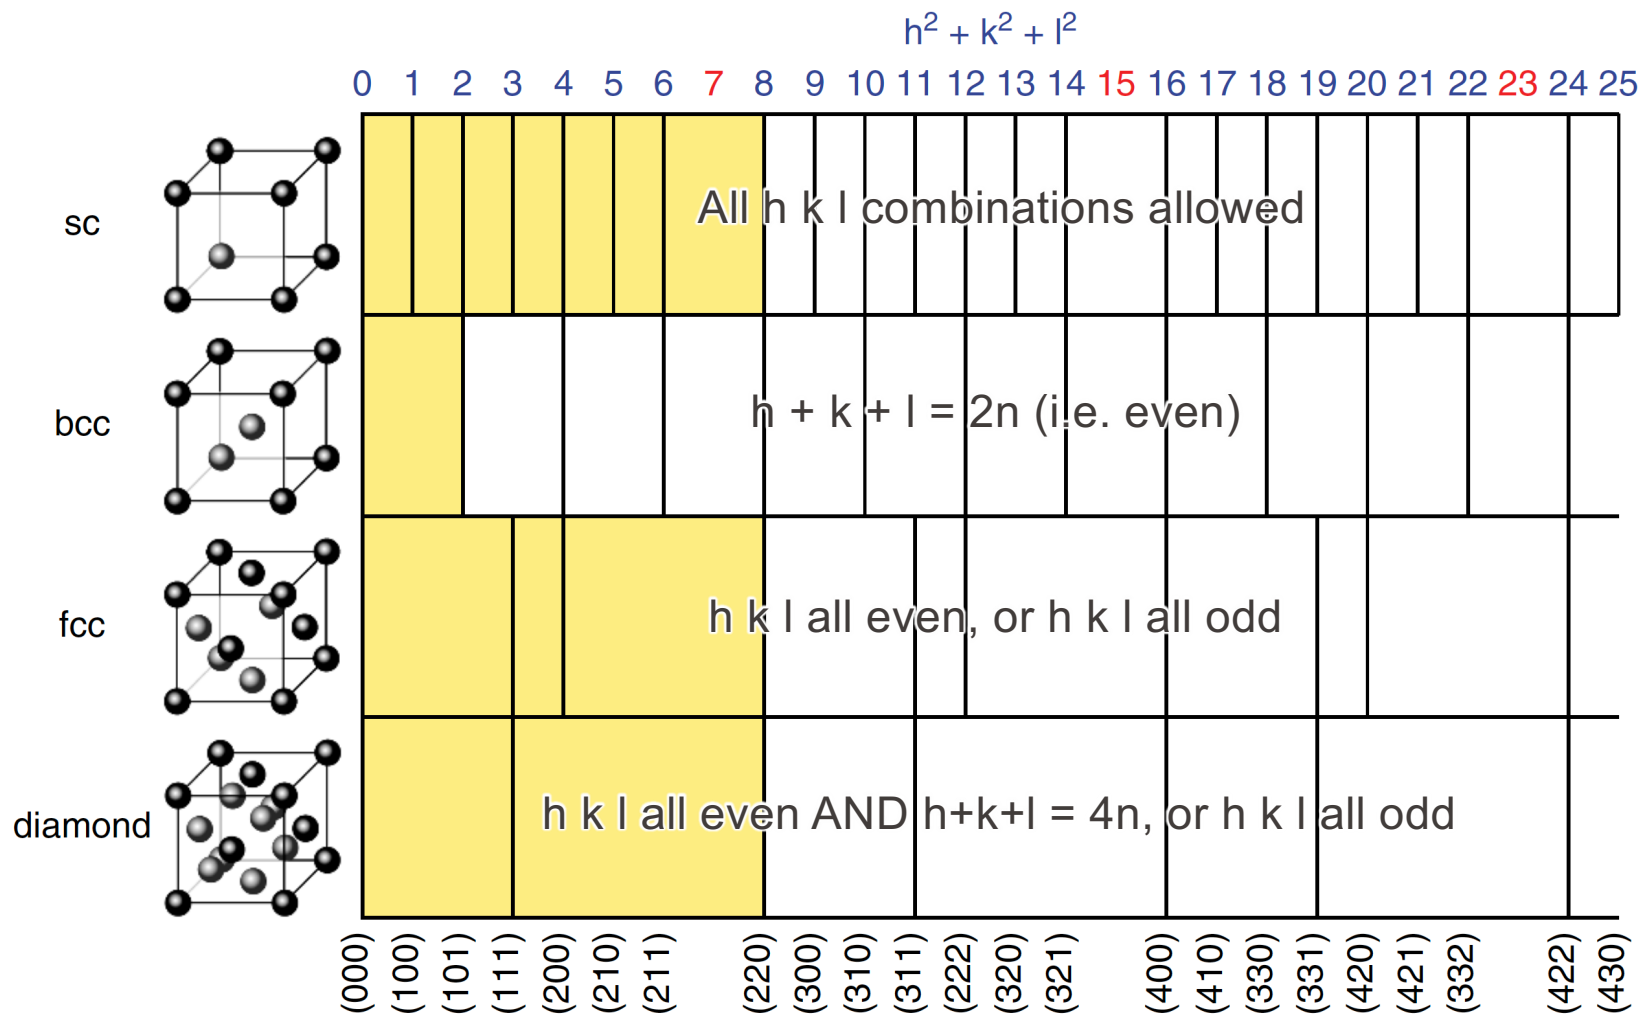 h² + k² + l²
0 1 2 3 4 5 6 7 8 9 10 11 12 13 14 15 16 17 18 19 20 21 22 23 24 25
sc
All h k l combinations allowed
bcc
h + k + l = 2n (i.e. even)
fcc
h k l all even, or h k l all odd
diamond
h k l all even AND h+k+l = 4n, or h k l all odd
(000) (100) (101) (111) (200) (210) (211) (220) (300) (310) (311) (222) (320) (321) (400) (410) (330) (331) (420) (421) (332) (422) (430)